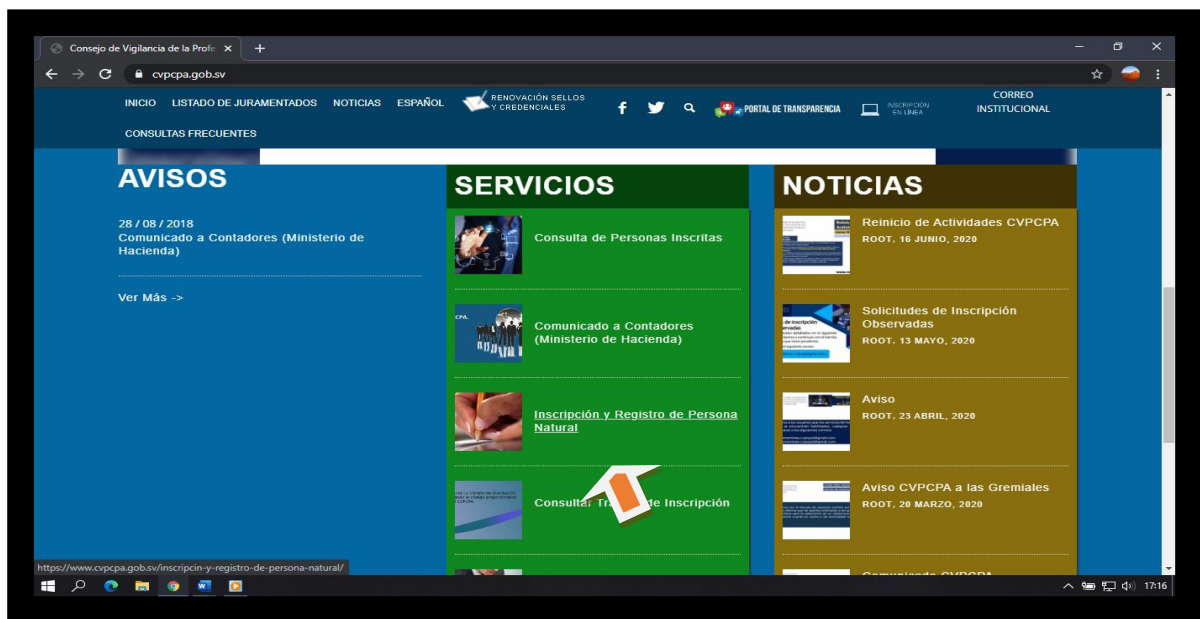 Consejo de Vigilancia de la Profe
cvpcpa.gob.sv
INICIO LISTADO DE JURAMENTADOS NOTICIAS ESPAÑOL
RENOVACIÓN SELLOS
Y CREDENCIALES
PORTAL DE TRANSPARENCIA
INSCRIPCIÓN
EN LÍNEA
CORREO
INSTITUCIONAL
CONSULTAS FRECUENTES
AVISOS
28 / 08 / 2018
Comunicado a Contadores (Ministerio de
Hacienda)
Ver Más ->
SERVICIOS
Consulta de Personas Inscritas
CPA.
Comunicado a Contadores
(Ministerio de Hacienda)
Inscripción y Registro de Persona
Natural
Consultar de Inscripción
NOTICIAS
Reinicio de Actividades CVPCPA
ROOT, 16 JUNIO, 2020
Solicitudes de Inscripción
Observadas
ROOT, 13 MAYO, 2020
Aviso
ROOT, 23 ABRIL, 2020
Aviso CVPCPA a las Gremiales
ROOT, 20 MARZO, 2020
Comunicado CVPCPA
https://www.cvpcpa.gob.sv/inscripcin-y-registro-de-persona-natural/
17:16